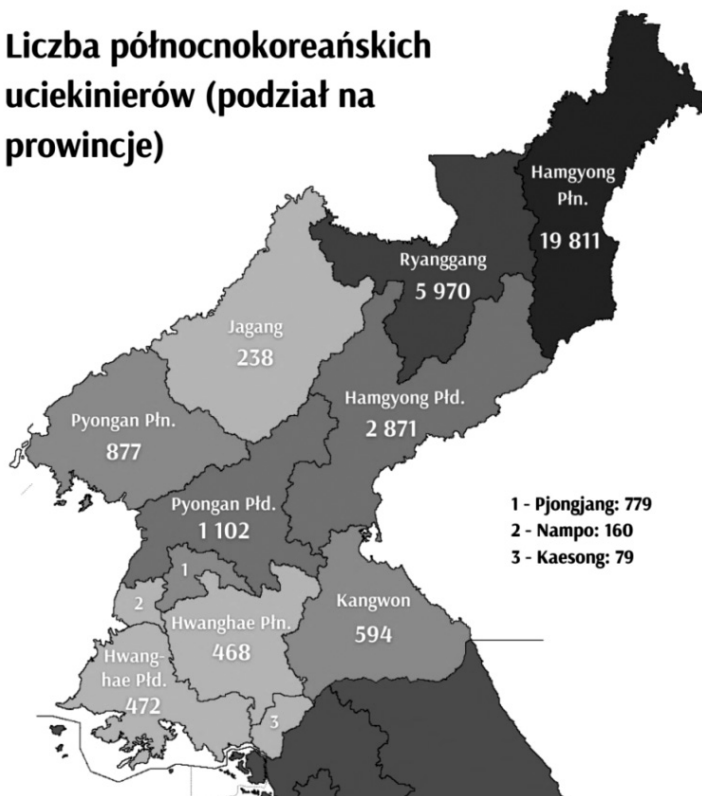 Liczba północnokoreańskich
uciekinierów (podział na
prowincje)
Hamgyong
Płn.
19 811
Ryanggang
5 970
Jagang
238
Hamgyong Płd.
2 871
Pyongan Płn.
877
Pyongan Płd.
1 102
1 - Pjongjang: 779
2 - Nampo: 160
3 - Kaesong: 79
1
2
Hwanghae Płn.
468
Kangwon
594
Hwang-
hae Płd.
472
3